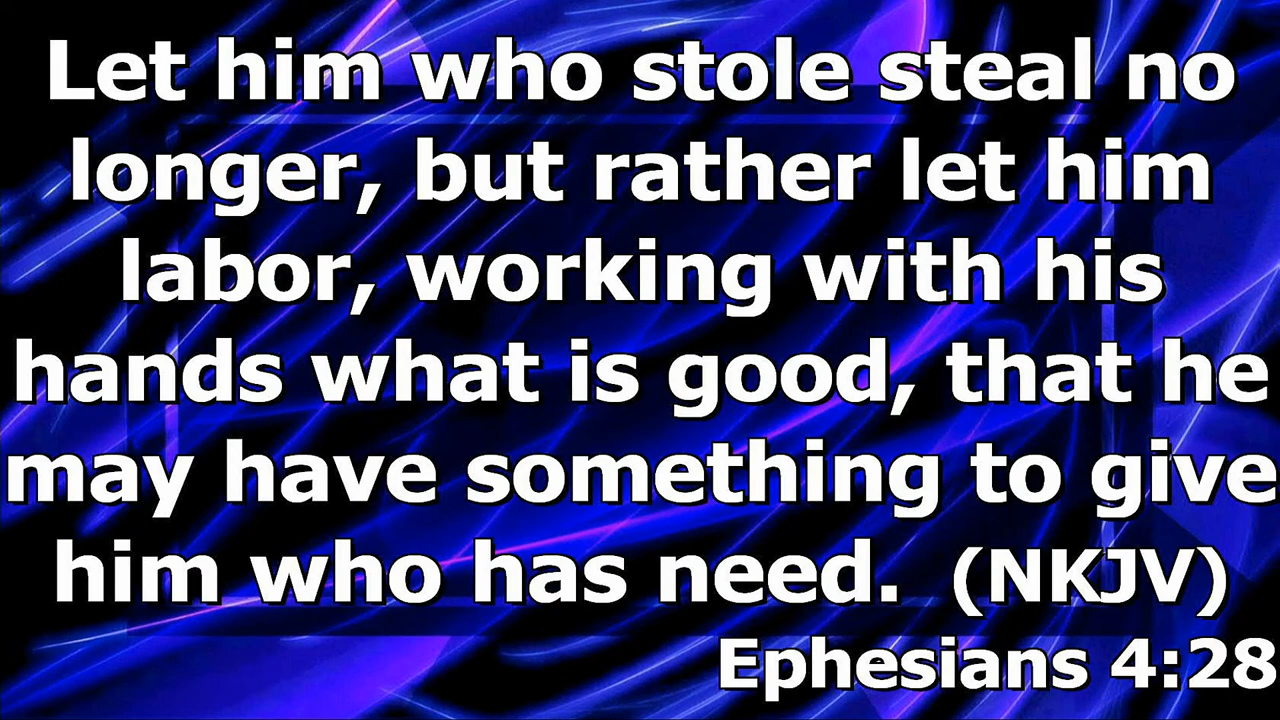 Let him who stole steal no
longer, but rather let him
labor, working with his
hands what is good, that he
may have something to give
him who has need.  (NKJV)
Ephesians 4:28